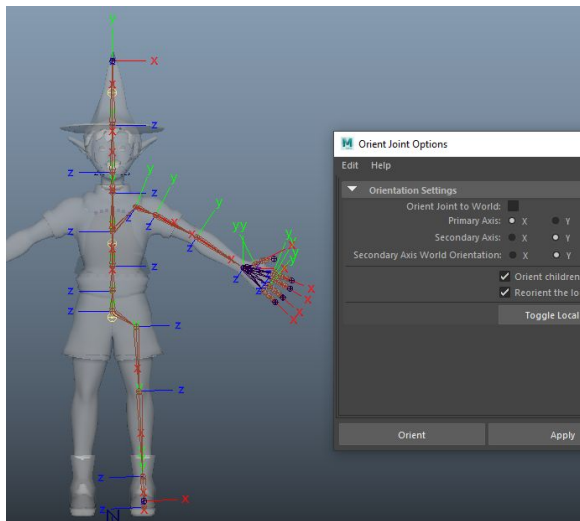 Orient Joint Options
Edit Help
Orientation Settings
Orient Joint to World:
Primary Axis: X Y
Secondary Axis: X Y
Secondary Axis World Orientation: X Y
Orient children
Reorient the lo
Toggle Local
Orient Apply